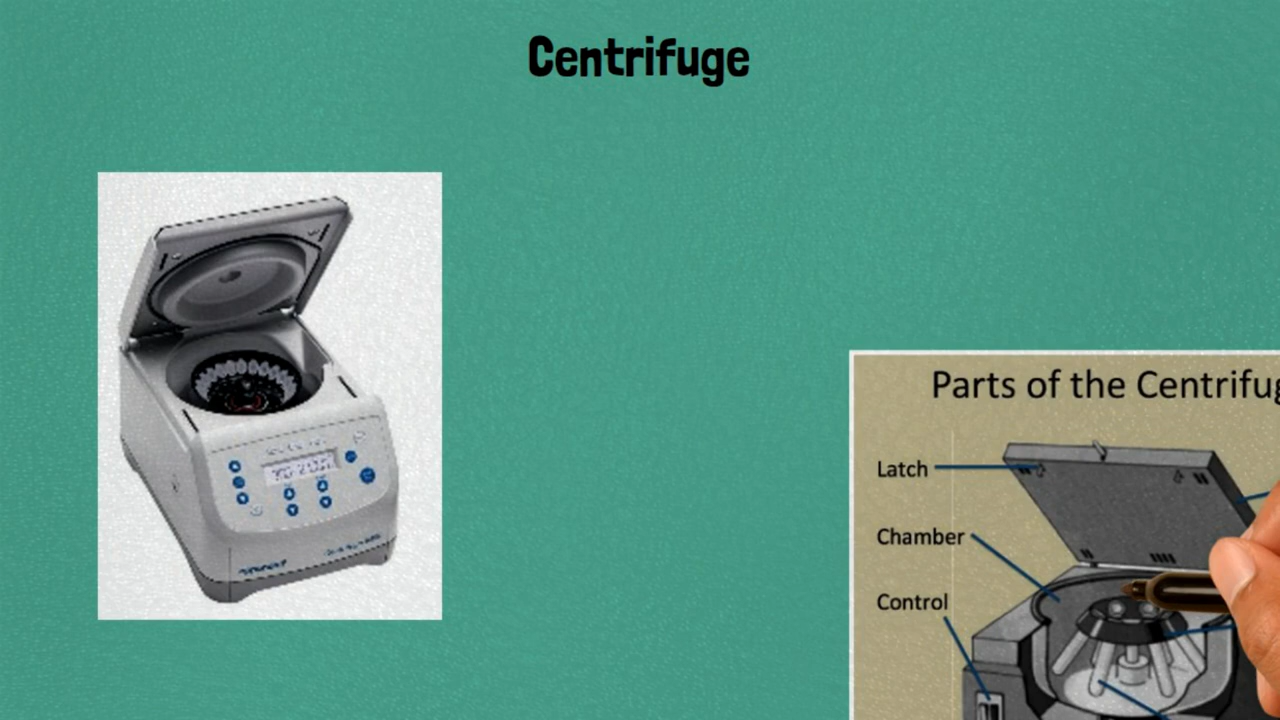 Centrifuge
Parts of the Centrifug
Latch
Chamber
Control